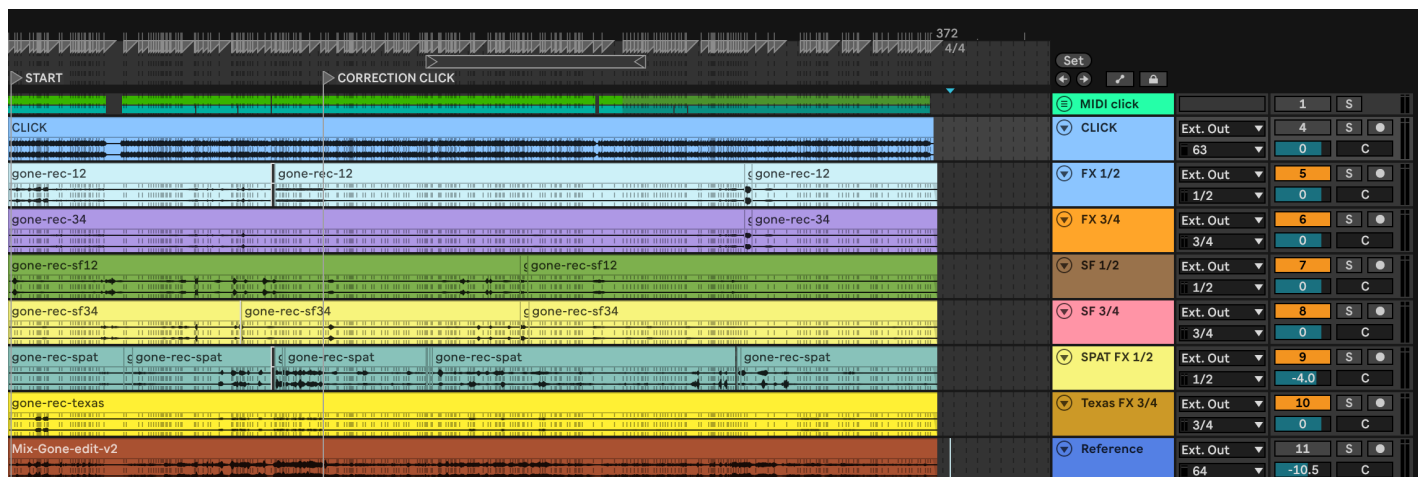 372
4/4
START
CORRECTION CLICK
Set
MIDI click
1
S
CLICK
CLICK
Ext. Out
4
S
63
0
C
gone-rec-12
gone-rec-12
g
gone-rec-12
FX 1/2
Ext. Out
5
S
1/2
0
C
gone-rec-34
g
gone-rec-34
FX 3/4
Ext. Out
6
S
3/4
0
C
gone-rec-sf12
g
gone-rec-sf12
SF 1/2
Ext. Out
7
S
1/2
0
C
gone-rec-sf34
gone-rec-sf34
g
gone-rec-sf34
SF 3/4
Ext. Out
8
S
3/4
0
C
gone-rec-spat
g
gone-rec-spat
g
gone-rec-spat
gone-rec-spat
gone-rec-spat
SPAT FX 1/2
Ext. Out
9
S
1/2
-4.0
C
gone-rec-texas
Texas FX 3/4
Ext. Out
10
S
3/4
0
C
Mix-Gone-edit-v2
Reference
Ext. Out
11
S
64
-10.5
C